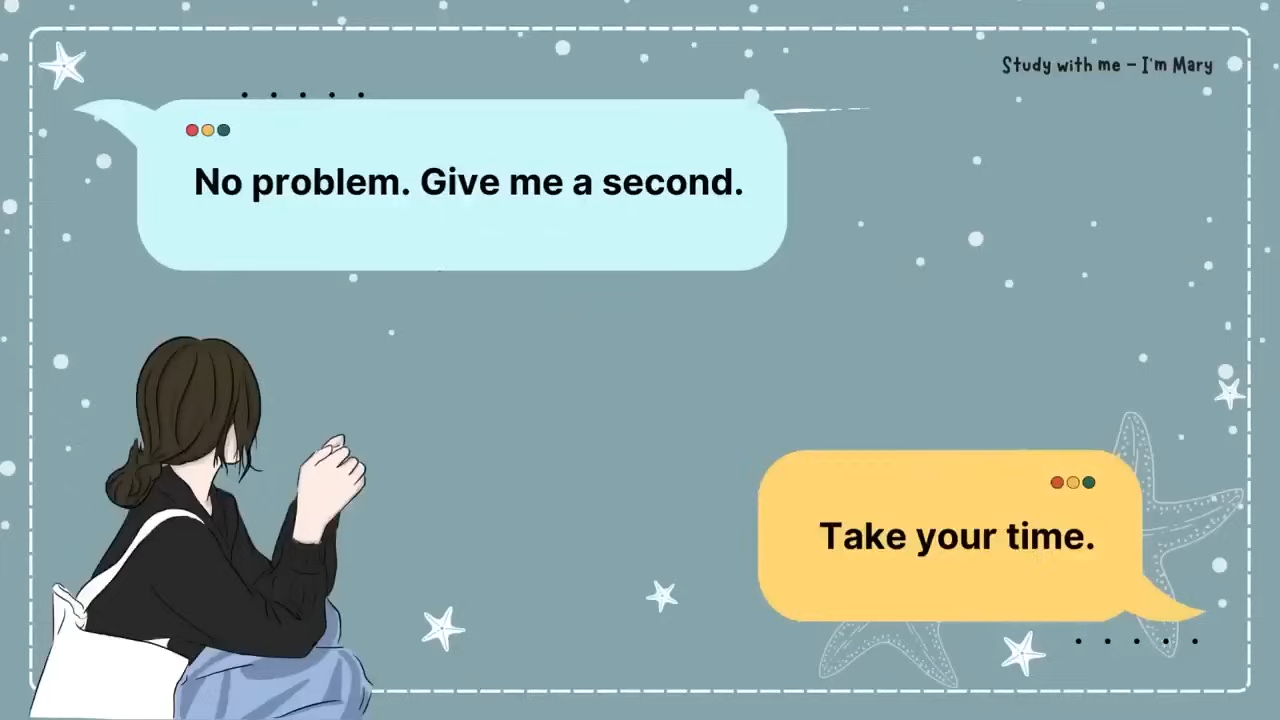 Study with me - I'm Mary
No problem. Give me a second.
Take your time.